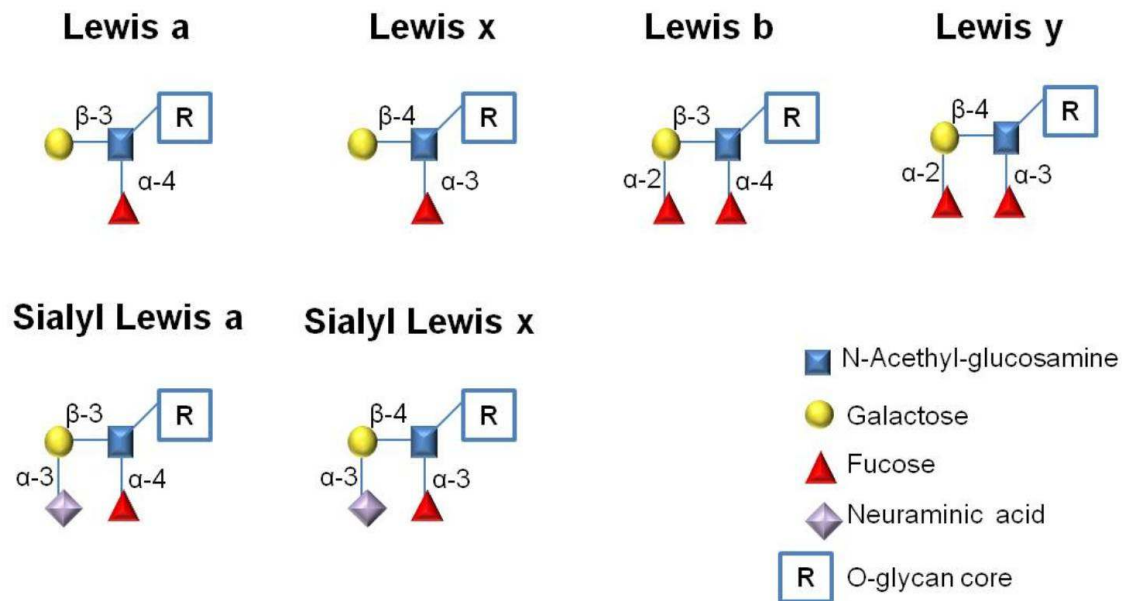 Lewis a Lewis x Lewis b Lewis y
β-3 R β-4 R β-3 R β-4 R
α-4 α-3 α-2 α-4 α-2 α-3
Sialyl Lewis a Sialyl Lewis x
β-3 R β-4 R
α-3 α-4 α-3 α-3
N-Acethyl-glucosamine
Galactose
Fucose
Neuraminic acid
R O-glycan core